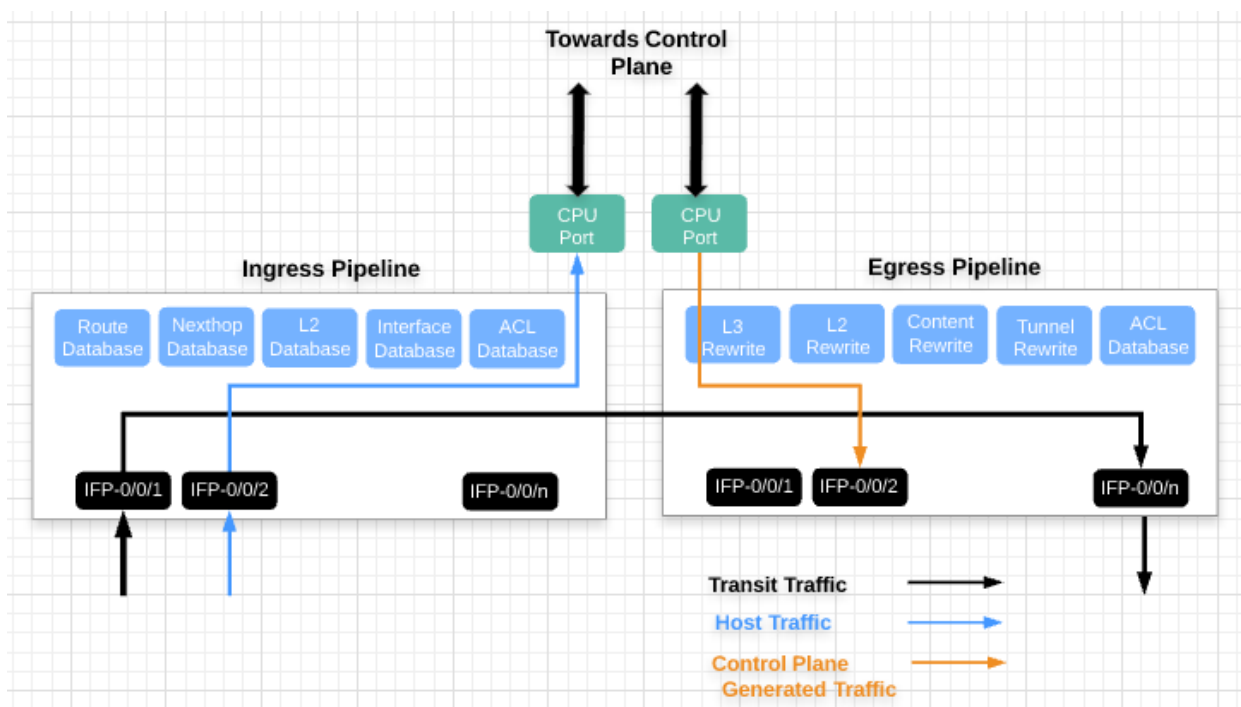 Towards Control
Plane
CPU
Port
CPU
Port
Ingress Pipeline
Egress Pipeline
Route
Database
Nexthop
Database
L2
Database
Interface
Database
ACL
Database
L3
Rewrite
L2
Rewrite
Content
Rewrite
Tunnel
Rewrite
ACL
Database
IFP-0/0/1
IFP-0/0/2
IFP-0/0/n
IFP-0/0/1
IFP-0/0/2
IFP-0/0/n
Transit Traffic
Host Traffic
Control Plane
Generated Traffic